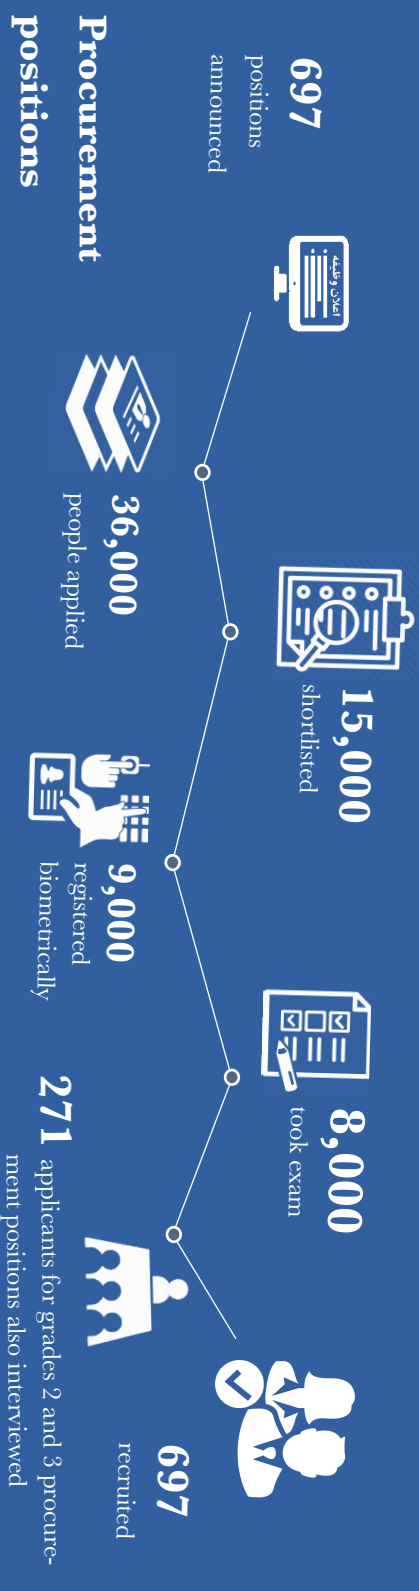 Procurement
positions
697
positions
announced
اعلان وظیفه
36,000
people applied
15,000
shortlisted
9,000
registered
biometrically
8,000
took exam
271 applicants for grades 2 and 3 procure-
ment positions also interviewed
697
recruited